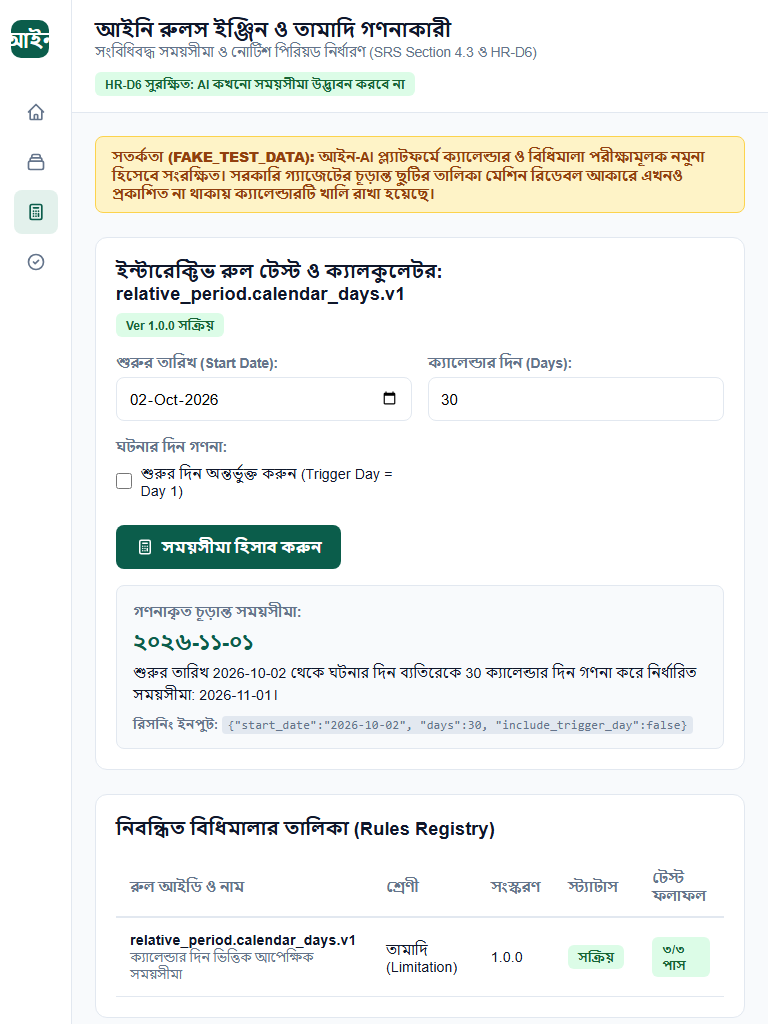 আইন
আইনি রুলস ইঞ্জিন ও তামাদি গণনাকারী
সংবিধিবদ্ধ সময়সীমা ও নোটিশ পিরিয়ড নির্ধারণ (SRS Section 4.3 ও HR-D6)
HR-D6 সুরক্ষিত: AI কখনো সময়সীমা উদ্ভাবন করবে না
সতর্কতা (FAKE_TEST_DATA): আইন-AI প্ল্যাটফর্মে ক্যালেন্ডার ও বিধিমালা পরীক্ষামূলক নমুনা
হিসেবে সংরক্ষিত। সরকারি গ্যাজেটের চূড়ান্ত ছুটির তালিকা মেশিন রিডেবল আকারে এখনও
প্রকাশিত না থাকায় ক্যালেন্ডারটি খালি রাখা হয়েছে।
ইন্টারেক্টিভ রুল টেস্ট ও ক্যালকুলেটর:
relative_period.calendar_days.v1
Ver 1.0.0 সক্রিয়
শুরুর তারিখ (Start Date):
ক্যালেন্ডার দিন (Days):
02-Oct-2026
30
ঘটনার দিন গণনা:
শুরুর দিন অন্তর্ভুক্ত করুন (Trigger Day =
Day 1)
সময়সীমা হিসাব করুন
গণনাকৃত চূড়ান্ত সময়সীমা:
২০২৬-১১-০১
শুরুর তারিখ 2026-10-02 থেকে ঘটনার দিন ব্যতিরেকে 30 ক্যালেন্ডার দিন গণনা করে নির্ধারিত
সময়সীমা: 2026-11-01।
রিসনিং ইনপুট: {"start_date":"2026-10-02", "days":30, "include_trigger_day":false}
নিবন্ধিত বিধিমালার তালিকা (Rules Registry)
রুল আইডি ও নাম
শ্রেণী
সংস্করণ
স্ট্যাটাস
টেস্ট
ফলাফল
relative_period.calendar_days.v1
ক্যালেন্ডার দিন ভিত্তিক আপেক্ষিক
সময়সীমা
তামাদি
(Limitation)
1.0.0
সক্রিয়
৩/৩
পাস